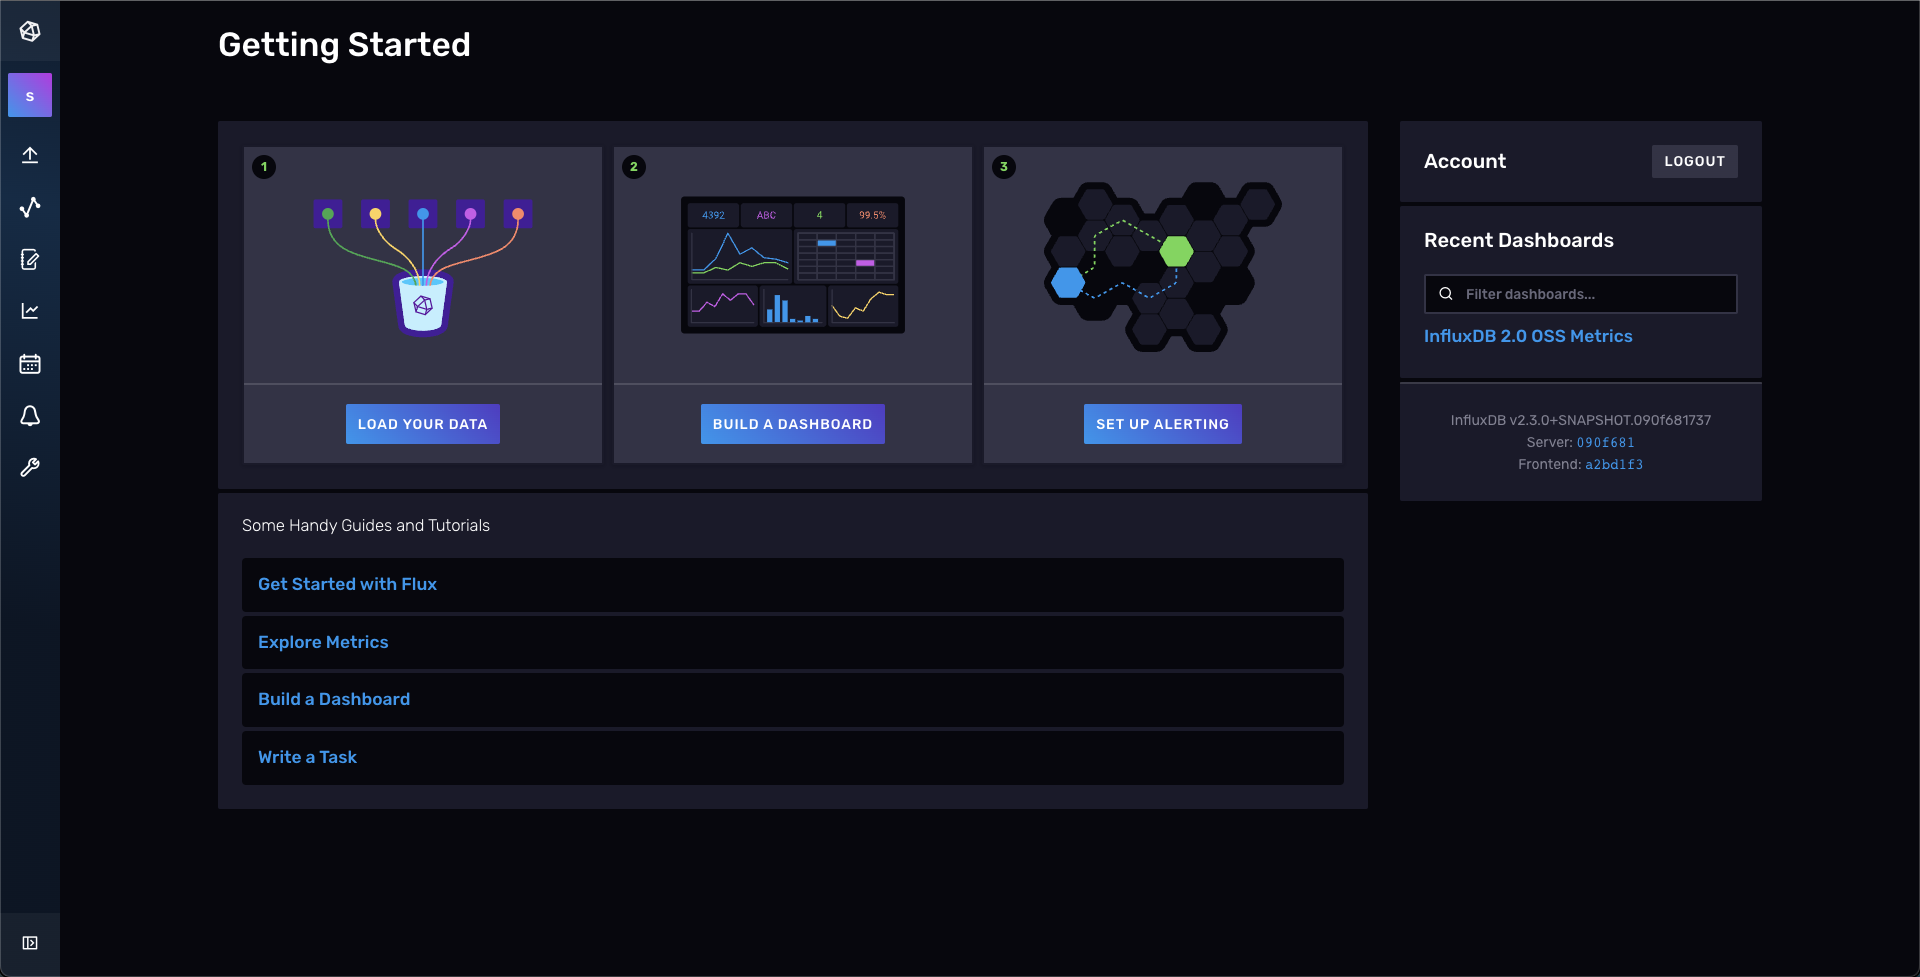 Getting Started
S
1
LOAD YOUR DATA
2
4392 ABC 4 99.5%
BUILD A DASHBOARD
3
SET UP ALERTING
Some Handy Guides and Tutorials
Get Started with Flux
Explore Metrics
Build a Dashboard
Write a Task
Account
LOGOUT
Recent Dashboards
Filter dashboards...
InfluxDB 2.0 OSS Metrics
InfluxDB v2.3.0+SNAPSHOT.090f681737
Server: 090f681
Frontend: a2bd1f3